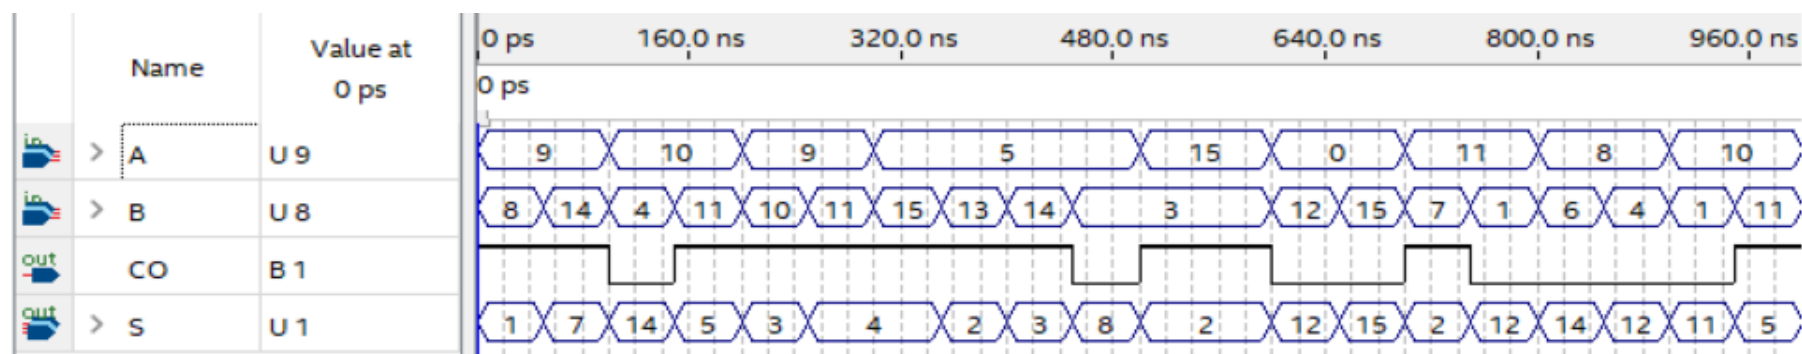 Name Value at 0 ps 0 ps 160.0 ns 320.0 ns 480.0 ns 640.0 ns 800.0 ns 960.0 ns
0 ps
in A U 9 9 10 9 5 15 0 11 8 10
in B U 8 8 14 4 11 10 11 15 13 14 3 12 15 7 1 6 4 1 11
out CO B 1
out S U 1 1 7 14 5 3 4 2 3 8 2 12 15 2 12 14 12 11 5